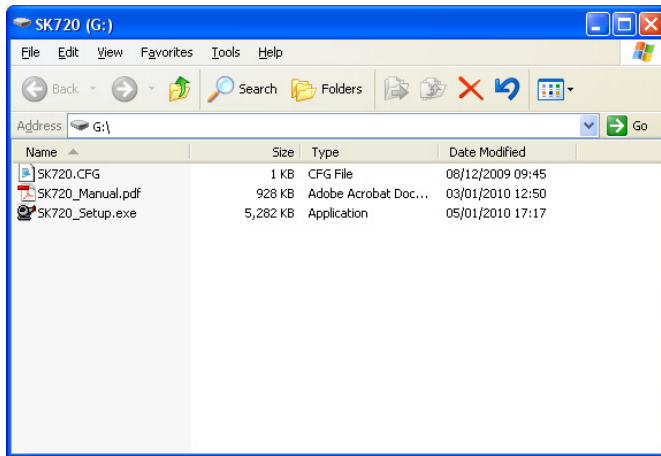 SK720 (G:)
File Edit View Favorites Tools Help
Back Search Folders
Address G:\ Go
Name Size Type Date Modified
SK720.CFG 1 KB CFG File 08/12/2009 09:45
SK720_Manual.pdf 928 KB Adobe Acrobat Doc... 03/01/2010 12:50
SK720_Setup.exe 5,282 KB Application 05/01/2010 17:17